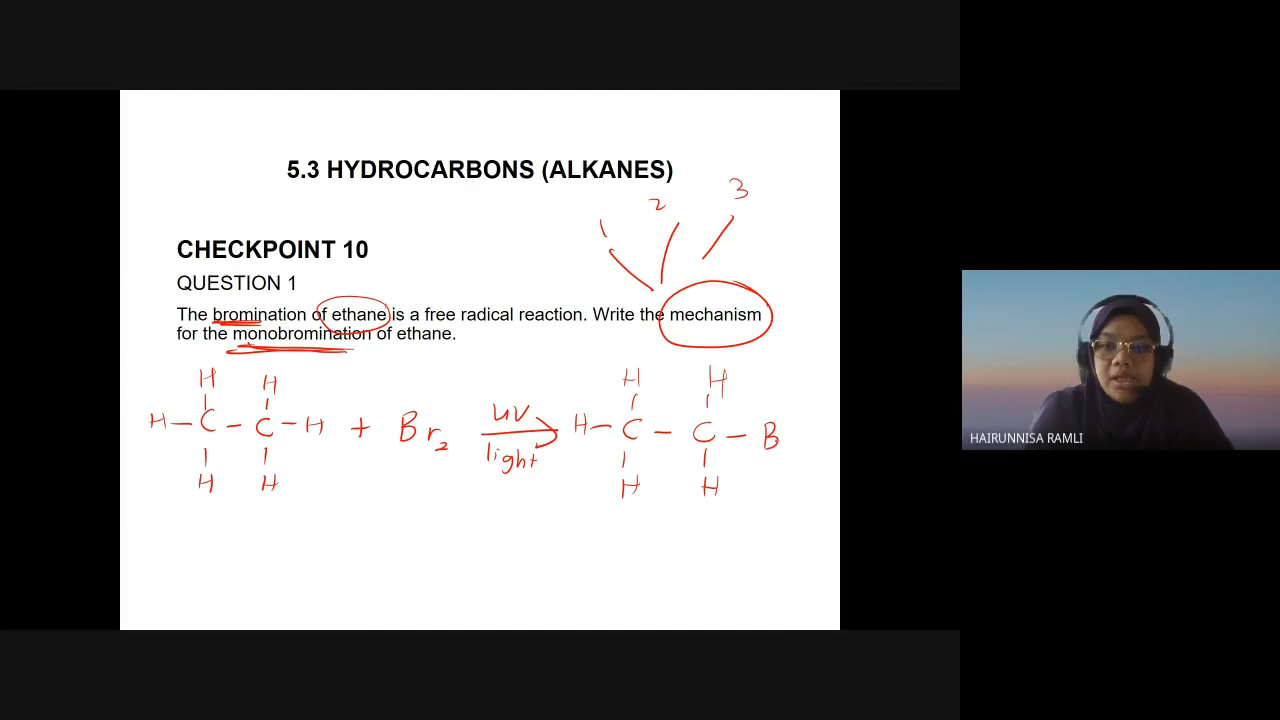 5.3 HYDROCARBONS (ALKANES)
1 2 3
CHECKPOINT 10
QUESTION 1
The bromination of ethane is a free radical reaction. Write the mechanism
for the monobromination of ethane.
H H H H
H-C-C-H + Br2 uv light H-C-C-B
H H H H
HAIRUNNISA RAMLI